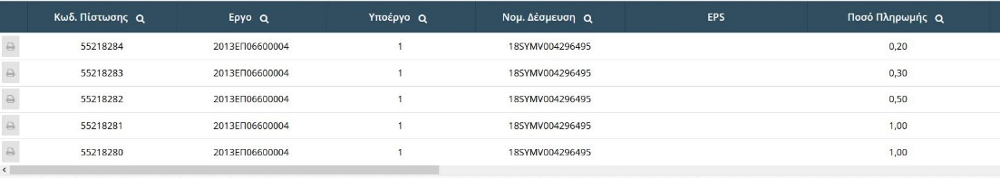 Κωδ. Πίστωσης Εργο Υποέργο Νομ. Δέσμευση EPS Ποσό Πληρωμής
55218284 2013ΕΠ06600004 1 18SYMV004296495 0,20
55218283 2013ΕΠ06600004 1 18SYMV004296495 0,30
55218282 2013ΕΠ06600004 1 18SYMV004296495 0,50
55218281 2013ΕΠ06600004 1 18SYMV004296495 1,00
55218280 2013ΕΠ06600004 1 18SYMV004296495 1,00